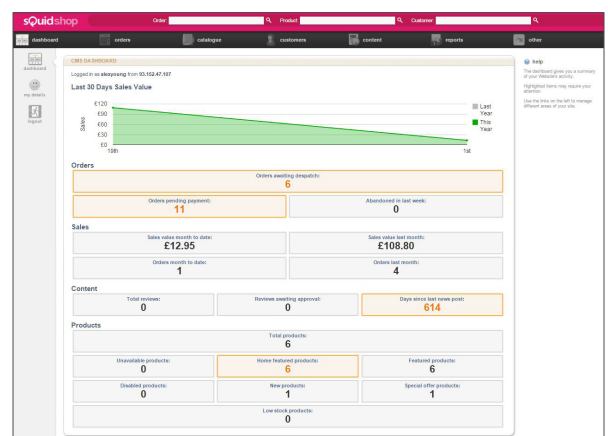 sQuidshop
Order: Product: Customer:
dashboard orders catalogue customers content reports other
dashboard
my details
logout
CMS DASHBOARD
Logged in as alexyoung from 93.152.47.107
Last 30 Days Sales Value
£120
£90
£60
£30
£0
Sales
19th 1st
Last Year
This Year
Orders
Orders awaiting despatch:
6
Orders pending payment: Abandoned in last week:
11 0
Sales
Sales value month to date: Sales value last month:
£12.95 £108.80
Orders month to date: Orders last month:
1 4
Content
Total reviews: Reviews awaiting approval: Days since last news post:
0 0 614
Products
Total products:
6
Unavailable products: Home featured products: Featured products:
0 6 6
Disabled products: New products: Special offer products:
0 1 1
Low stock products:
0
help
The dashboard gives you a summary
of your Website's activity.
Highlighted items may require your
attention.
Use the links on the left to manage
different areas of your site.